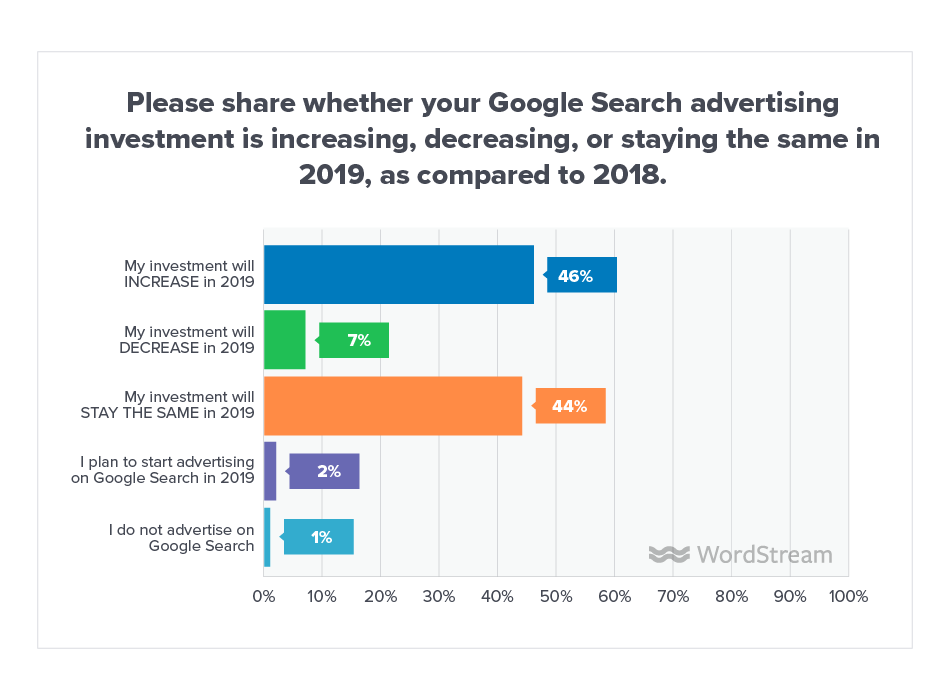 Please share whether your Google Search advertising
investment is increasing, decreasing, or staying the same in
2019, as compared to 2018.
My investment will
INCREASE in 2019
46%
My investment will
DECREASE in 2019
7%
My investment will
STAY THE SAME in 2019
44%
I plan to start advertising
on Google Search in 2019
2%
I do not advertise on
Google Search
1%
WordStream
0% 10% 20% 30% 40% 50% 60% 70% 80% 90% 100%